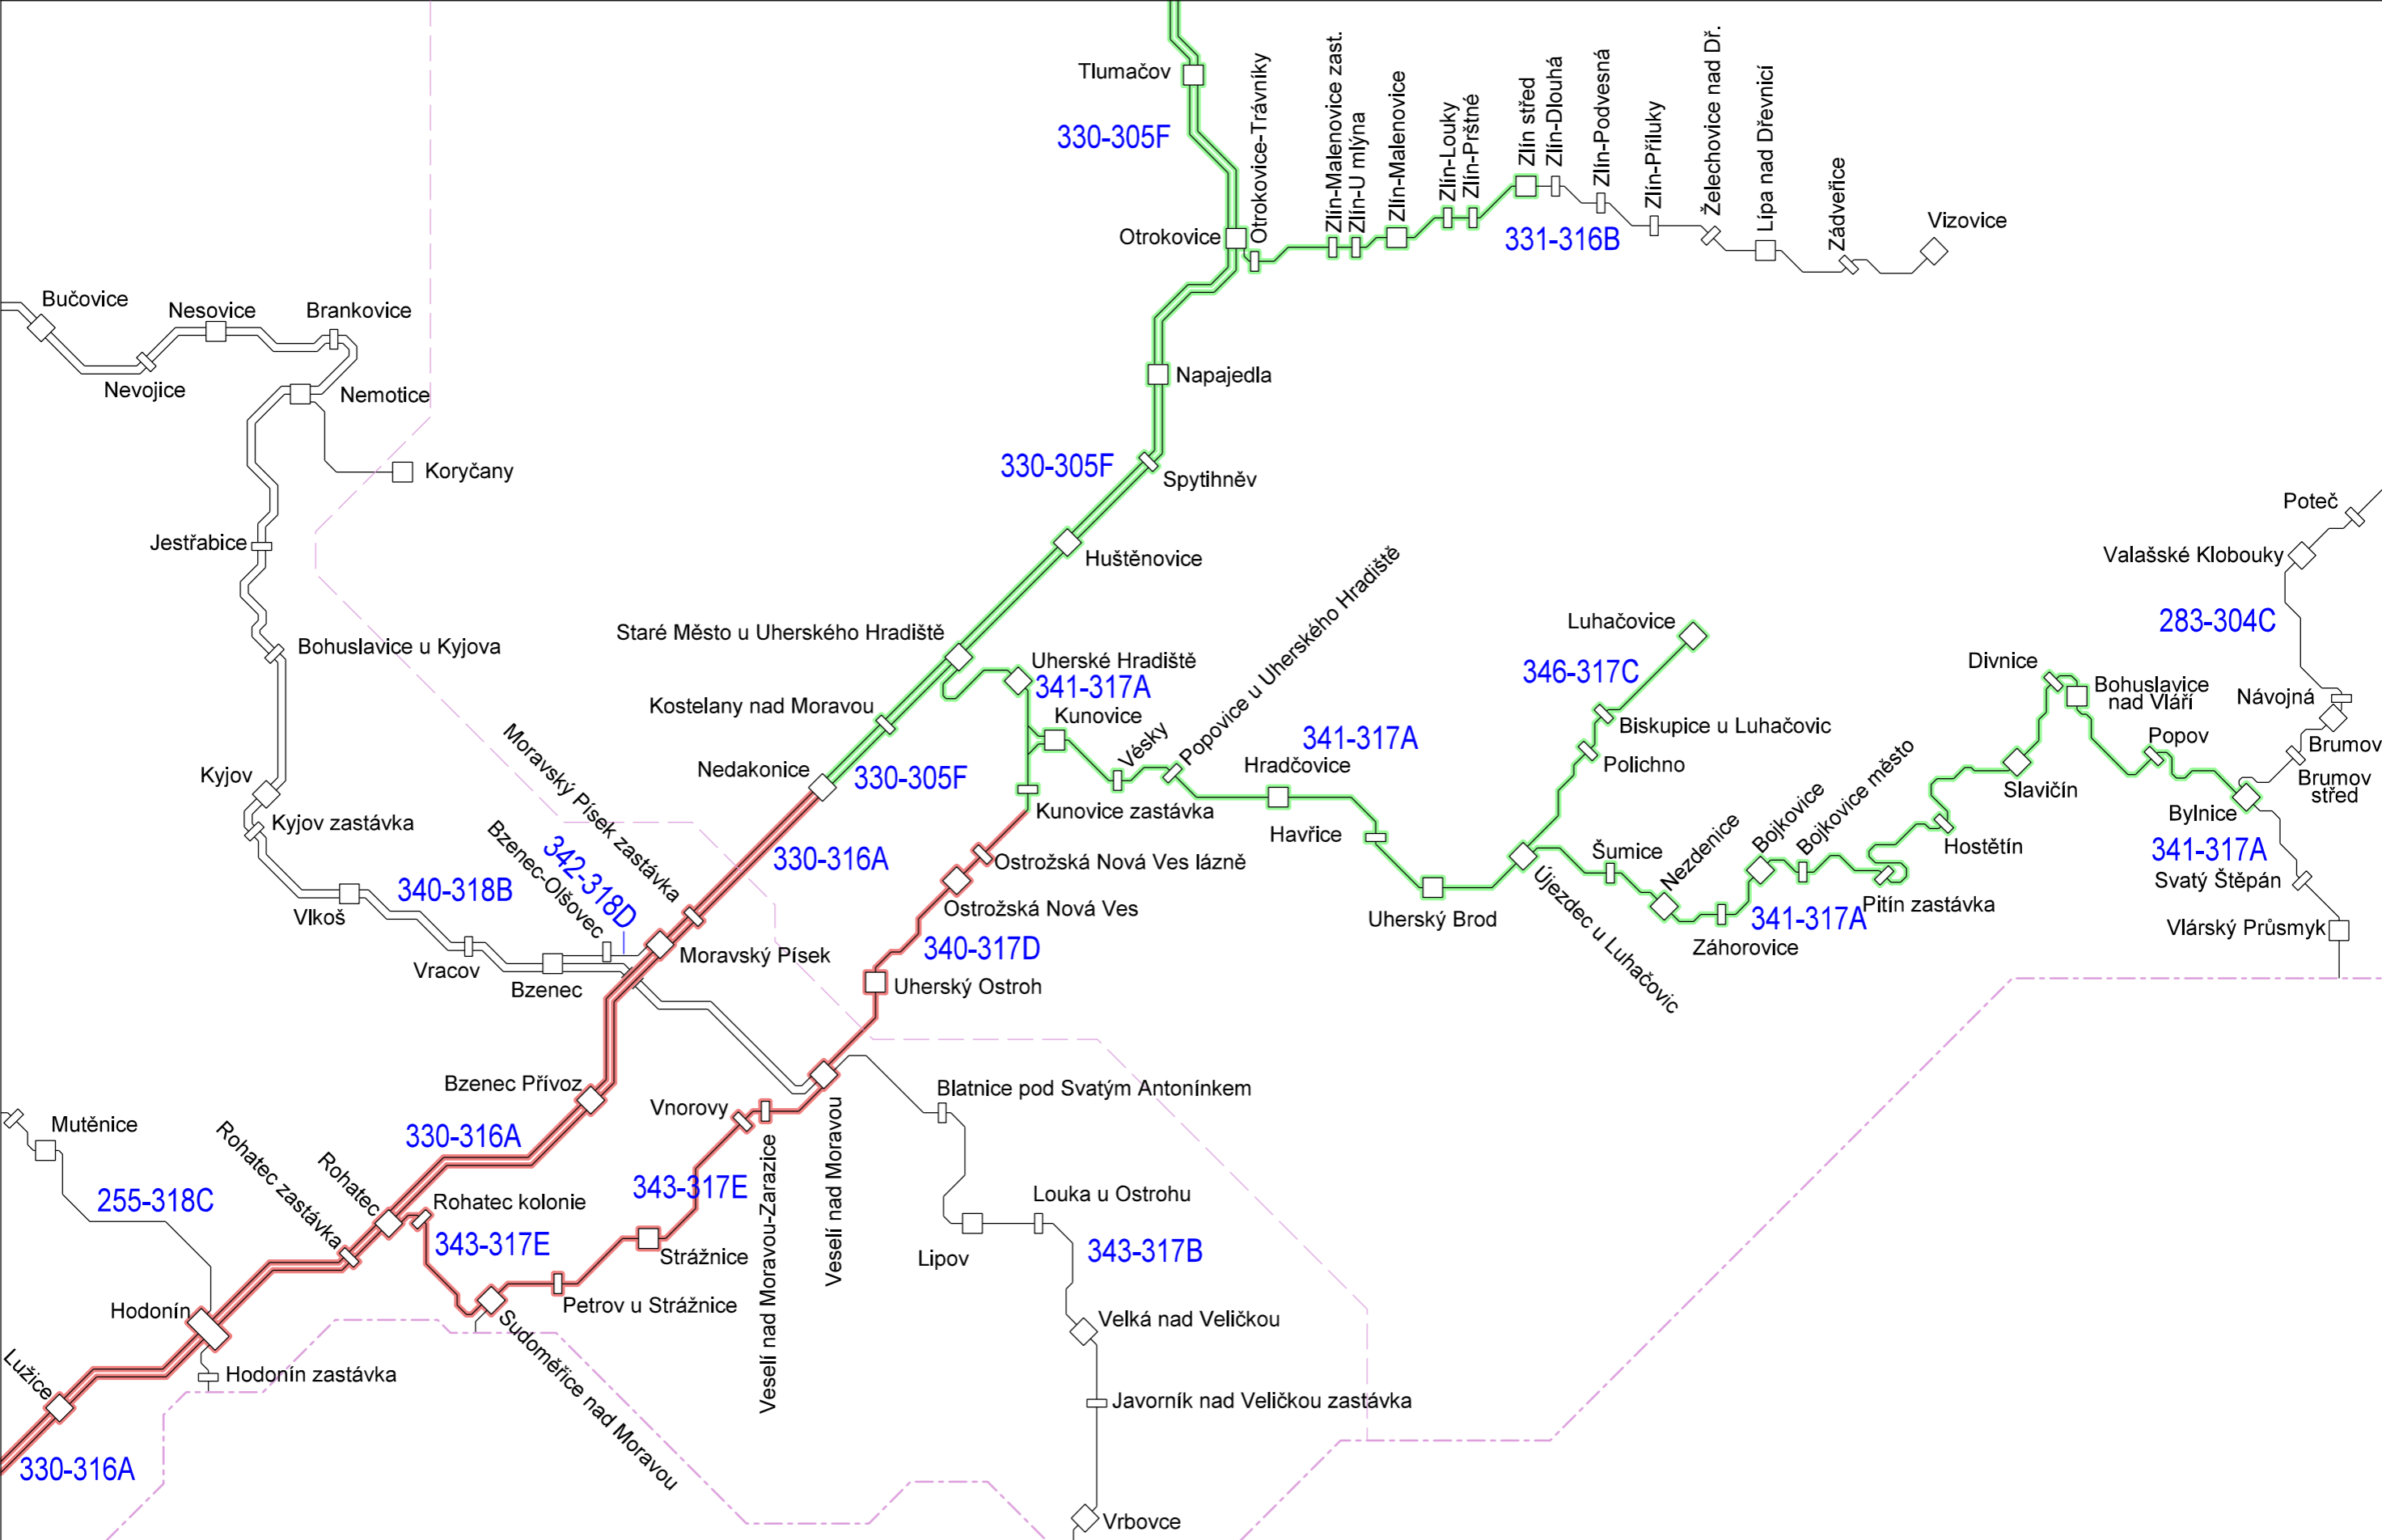 Tlumačov
330-305F
Otrokovice
Otrokovice-Trávníky
Zlín-Malenovice zast.
Zlín-U mlýna
Zlín-Malenovice
Zlín-Louky
Zlín-Prštné
Zlín střed
Zlín-Dlouhá
Zlín-Podvesná
Zlín-Příluky
Želechovice nad Dř.
Lípa nad Dřevnicí
Zádveřice
Vizovice
331-316B
Bučovice
Nesovice
Brankovice
Nevojice
Nemotice
Koryčany
Napajedla
330-305F
Spytihněv
Huštěnovice
Jestřabice
Bohuslavice u Kyjova
Staré Město u Uherského Hradiště
Uherské Hradiště
341-317A
Kostelany nad Moravou
Kunovice
Vésky
Popovice u Uherského Hradiště
Nedakonice
330-305F
Kunovice zastávka
Hradčovice
341-317A
Havřice
Uherský Brod
Luhačovice
346-317C
Biskupice u Luhačovic
Polichno
Újezdec u Luhačovic
Šumice
Nezdenice
Záhorovice
Bojkovice
Bojkovice město
341-317A
Pitín zastávka
Hostětín
Slavičín
Divnice
Bohuslavice
nad Vláří
Popov
Bylnice
Poteč
Valašské Klobouky
283-304C
Návojná
Brumov
Brumov
střed
341-317A
Svatý Štěpán
Vlárský Průsmyk
Kyjov
Kyjov zastávka
Vlkoš
340-318B
Vracov
Bzenec
Bzenec-Olšovec
342-318D
Moravský Písek zastávka
330-316A
Moravský Písek
Ostrožská Nová Ves lázně
Ostrožská Nová Ves
340-317D
Uherský Ostroh
Bzenec Přívoz
330-316A
Mutěnice
255-318C
Rohatec zastávka
Rohatec
Rohatec kolonie
343-317E
Hodonín
Hodonín zastávka
Lužice
330-316A
Sudoměřice nad Moravou
Petrov u Strážnice
Strážnice
343-317E
Vnorovy
Veselí nad Moravou-Zarazice
Veselí nad Moravou
Blatnice pod Svatým Antonínkem
Lipov
Louka u Ostrohu
343-317B
Velká nad Veličkou
Javorník nad Veličkou zastávka
Vrbovce